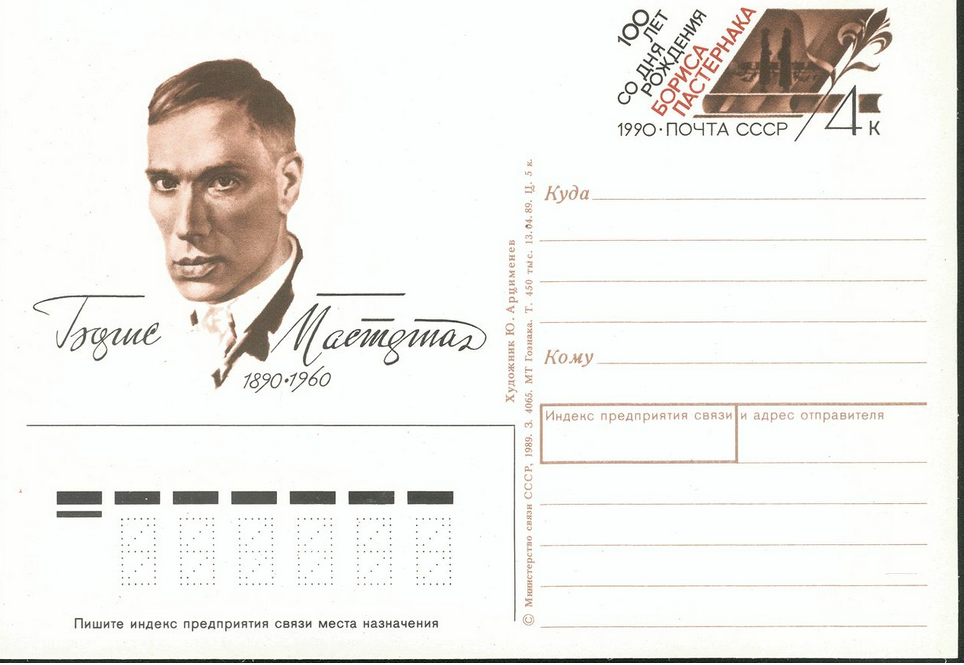 100 ЛЕТ
СО ДНЯ
РОЖДЕНИЯ
БОРИСА
ПАСТЕРНАКА
1990·ПОЧТА СССР
4 к
Борис Пастернак
1890·1960
Куда
Кому
Индекс предприятия связи и адрес отправителя
Пишите индекс предприятия связи места назначения
Художник Ю. Арцименев
© Министерство связи СССР, 1989. З. 4065. МТ Гознака. Т. 450 тыс. 13.04.89. Ц. 5 к.